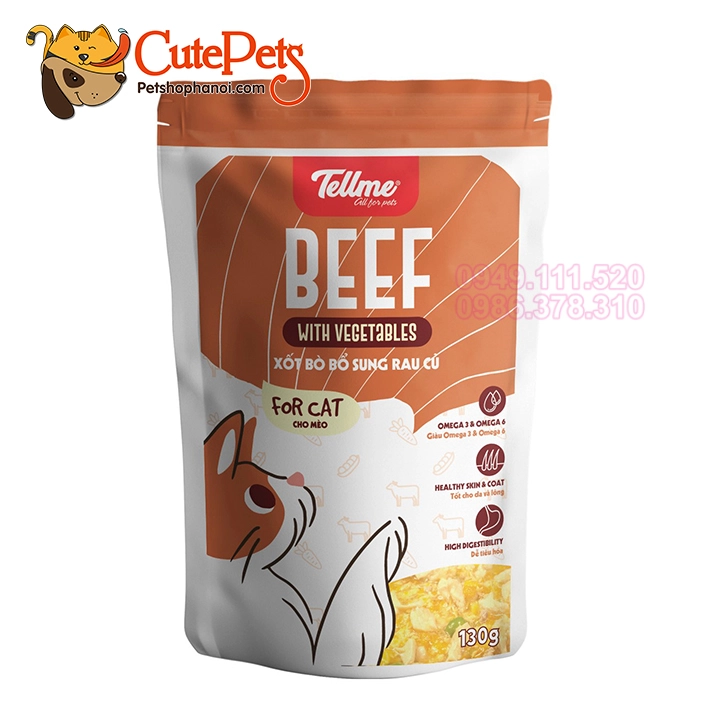 CutePets
Petshophanoi.com
Tellme®
All for pets
BEEF
WITH VEGETABLES
XỐT BÒ BỔ SUNG RAU CỦ
0949.111.520
0986.378.310
FOR CAT
CHO MÈO
OMEGA 3 & OMEGA 6
Giàu Omega 3 & Omega 6
HEALTHY SKIN & COAT
Tốt cho da và lông
HIGH DIGESTIBILITY
Dễ tiêu hóa
130g